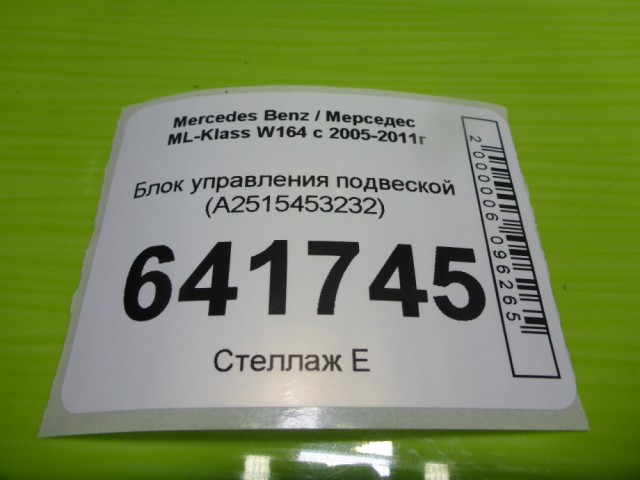 Mercedes Benz / Мерседес
ML-Klass W164 с 2005-2011г
Блок управления подвеской
(A2515453232)
641745
Стеллаж Е
2000006096265